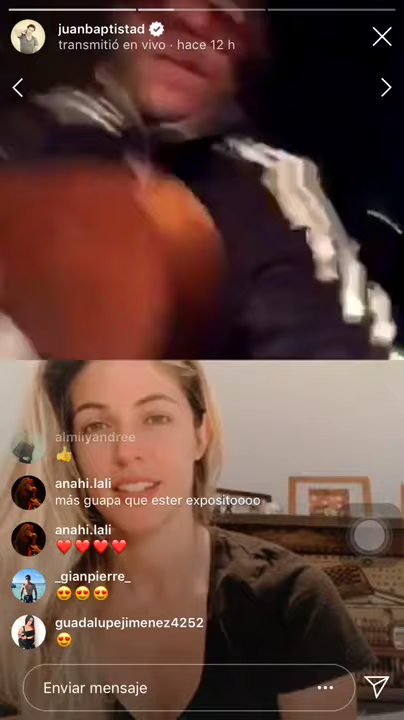 juanbaptistad
transmitió en vivo · hace 12 h
almiiyandree
👍
anahi.lali
más guapa que ester expositoooo
anahi.lali
❤️❤️❤️❤️
_gianpierre_
😍😍😍
guadalupejimenez4252
😍
Enviar mensaje